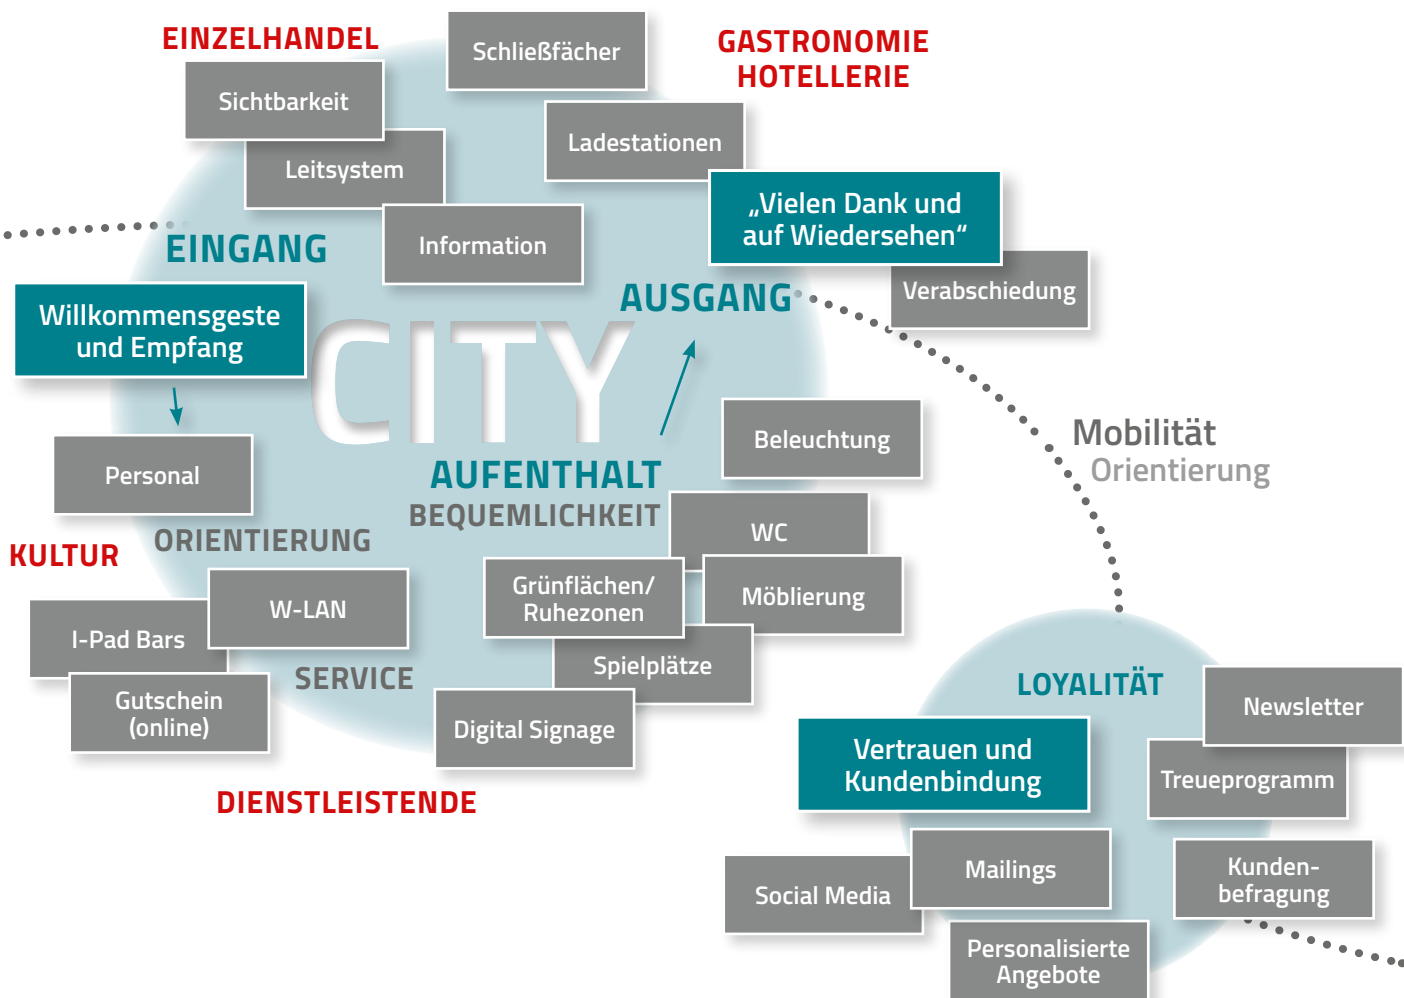 EINZELHANDEL
Schließfächer
GASTRONOMIE
HOTELLERIE
Sichtbarkeit
Ladestationen
Leitsystem
„Vielen Dank und
auf Wiedersehen“
EINGANG
Information
AUSGANG
Verabschiedung
Willkommensgeste
und Empfang
CITY
Personal
AUFENTHALT
BEQUEMLICHKEIT
Beleuchtung
Mobilität
Orientierung
KULTUR
ORIENTIERUNG
WC
Grünflächen/
Ruhezonen
Möblierung
W-LAN
I-Pad Bars
Spielplätze
SERVICE
Gutschein
(online)
Digital Signage
DIENSTLEISTENDE
LOYALITÄT
Newsletter
Vertrauen und
Kundenbindung
Treueprogramm
Mailings
Kunden-
befragung
Social Media
Personalisierte
Angebote